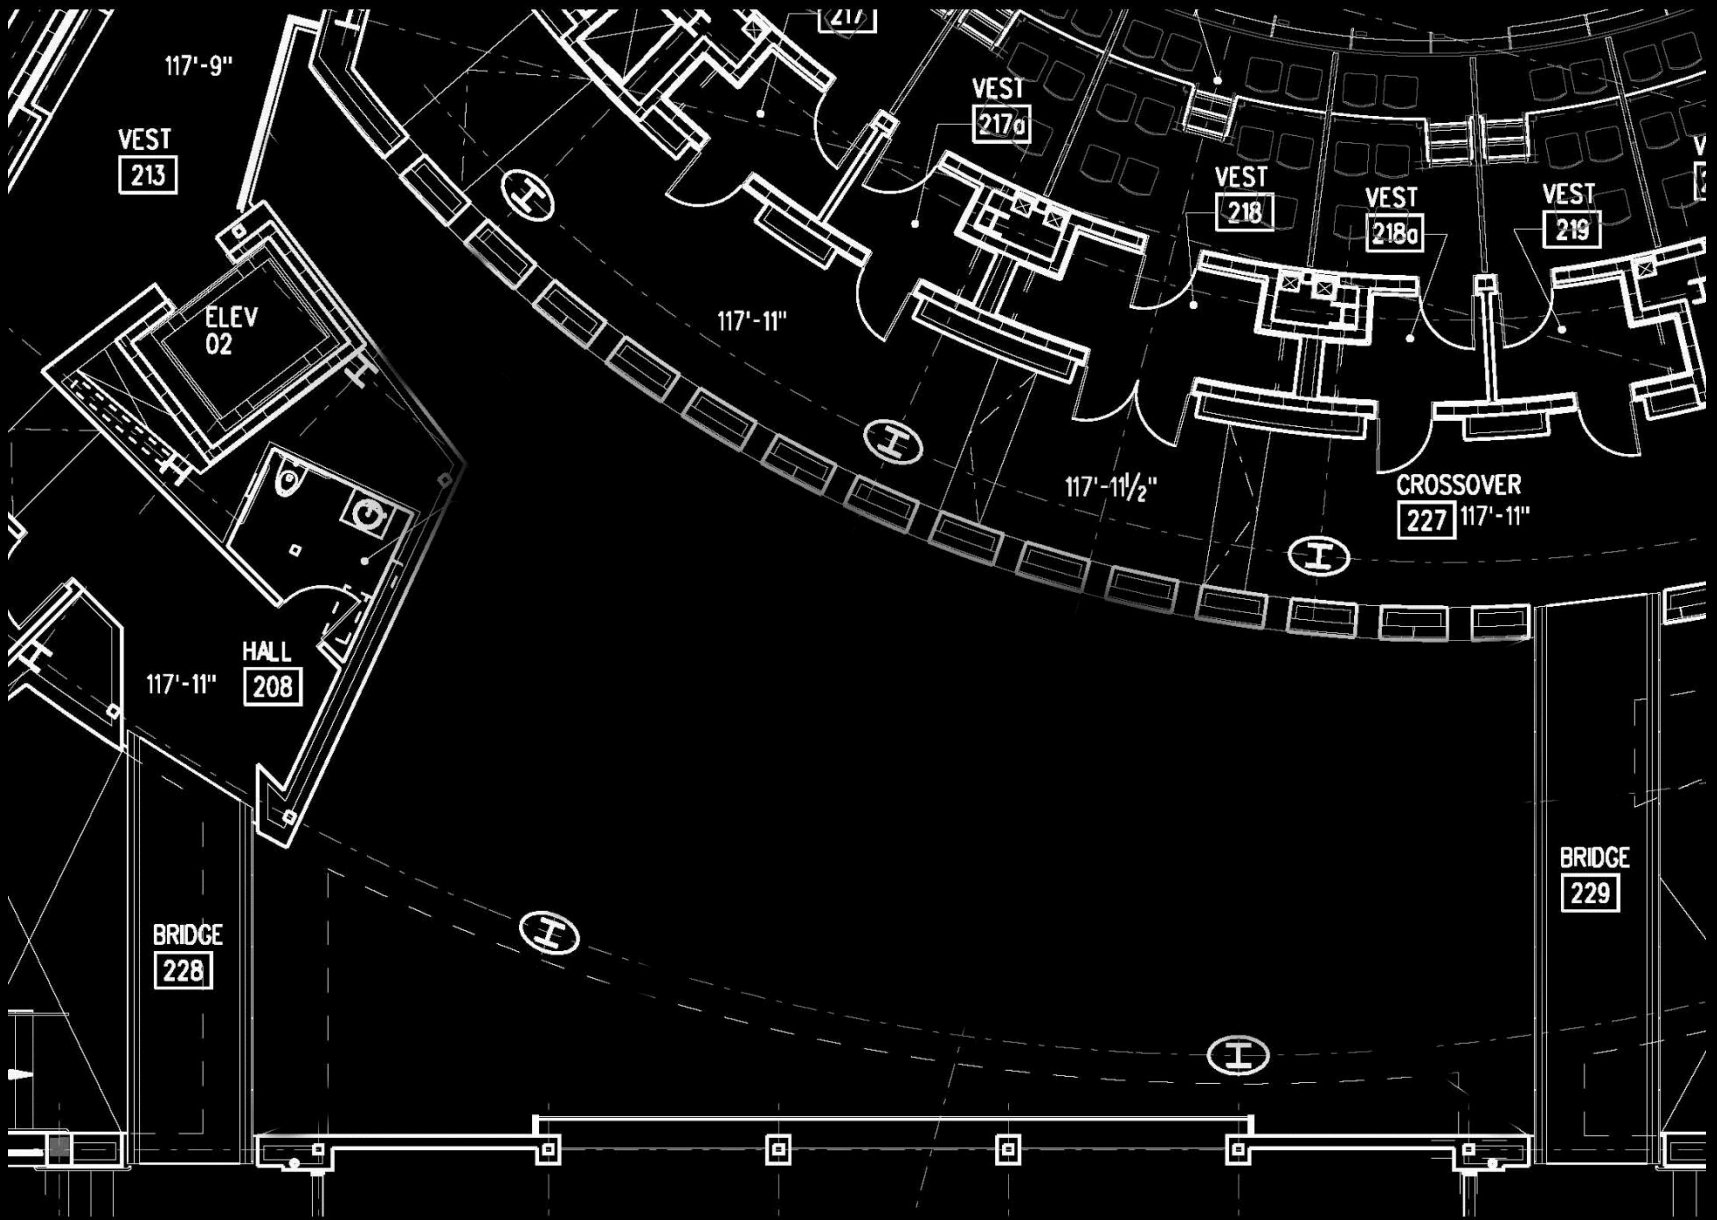 217
117'-9"
VEST
217a
VEST
213
VEST
218
VEST
218a
VEST
219
ELEV
02
117'-11"
117'-11½"
CROSSOVER
227 117'-11"
HALL
208
117'-11"
BRIDGE
229
BRIDGE
228